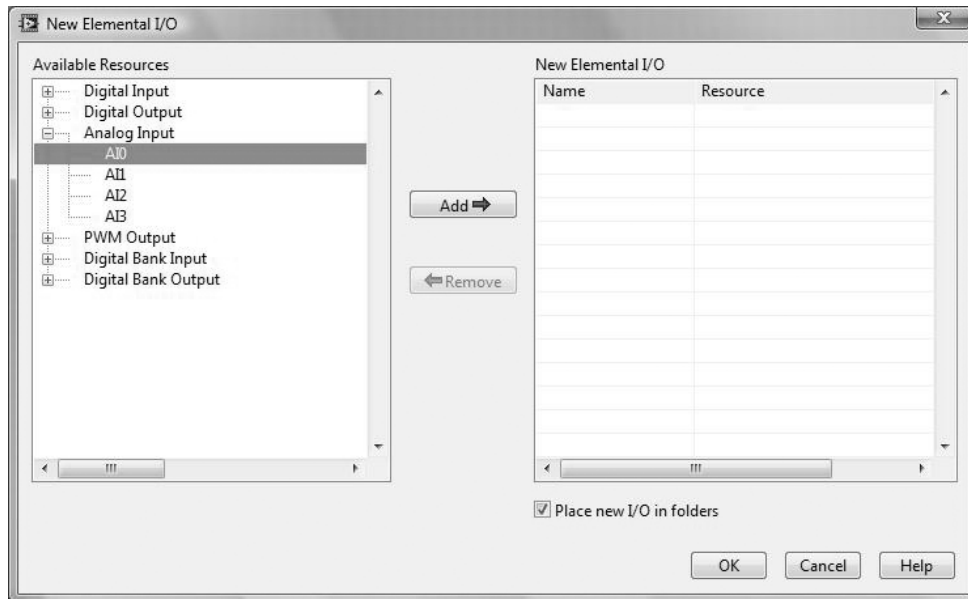 New Elemental I/O
Available Resources
Digital Input
Digital Output
Analog Input
AI0
AI1
AI2
AI3
PWM Output
Digital Bank Input
Digital Bank Output
Add
Remove
New Elemental I/O
Name Resource
Place new I/O in folders
OK Cancel Help